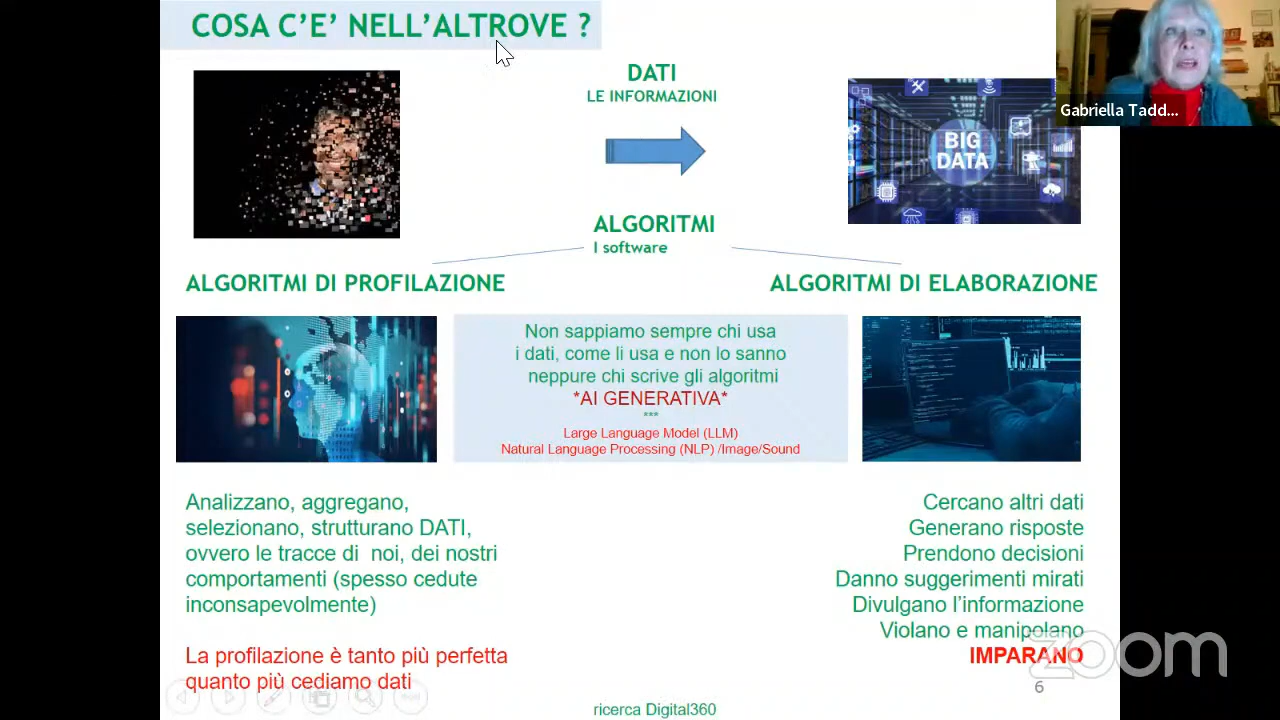 COSA C'E' NELL'ALTROVE ?
Gabriella Tadd...
DATI
LE INFORMAZIONI
BIG
DATA
ALGORITMI
I software
ALGORITMI DI PROFILAZIONE
ALGORITMI DI ELABORAZIONE
Non sappiamo sempre chi usa
i dati, come li usa e non lo sanno
neppure chi scrive gli algoritmi
*AI GENERATIVA*
***
Large Language Model (LLM)
Natural Language Processing (NLP) /Image/Sound
Analizzano, aggregano,
selezionano, strutturano DATI,
ovvero le tracce di noi, dei nostri
comportamenti (spesso cedute
inconsapevolmente)
La profilazione è tanto più perfetta
quanto più cediamo dati
Cercano altri dati
Generano risposte
Prendono decisioni
Danno suggerimenti mirati
Divulgano l'informazione
Violano e manipolano
IMPARANO
zoom
6
ricerca Digital360